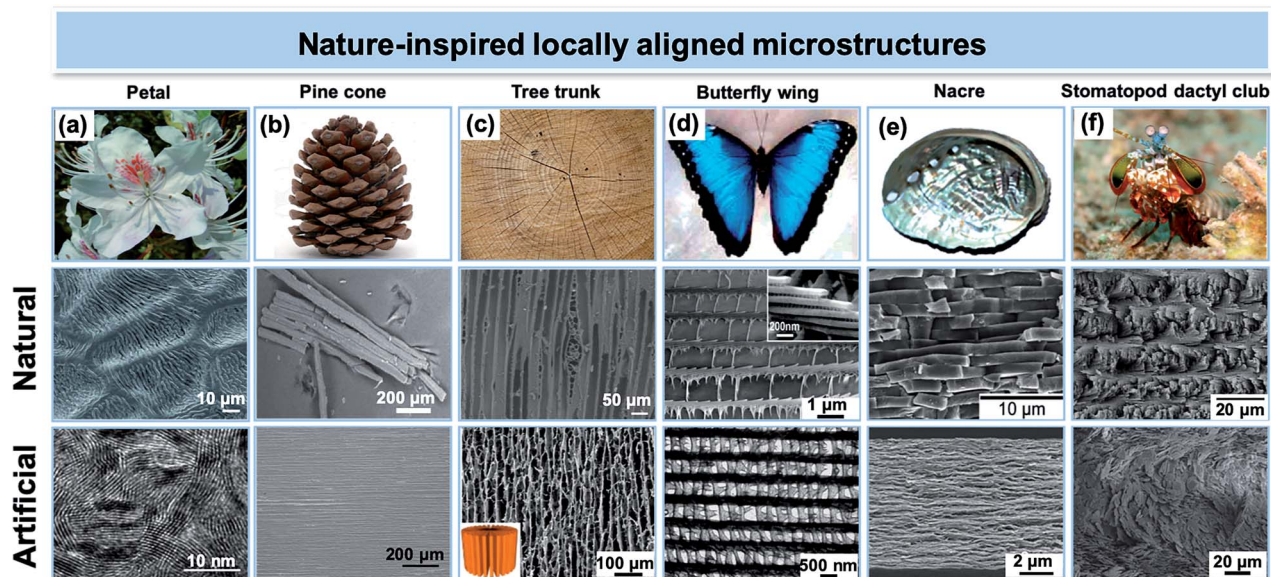 Nature-inspired locally aligned microstructures
Petal
Pine cone
Tree trunk
Butterfly wing
Nacre
Stomatopod dactyl club
(a)
(b)
(c)
(d)
(e)
(f)
Natural
10 μm
200 μm
50 μm
200nm
1 μm
10 μm
20 μm
Artificial
10 nm
200 μm
100 μm
500 nm
2 μm
20 μm